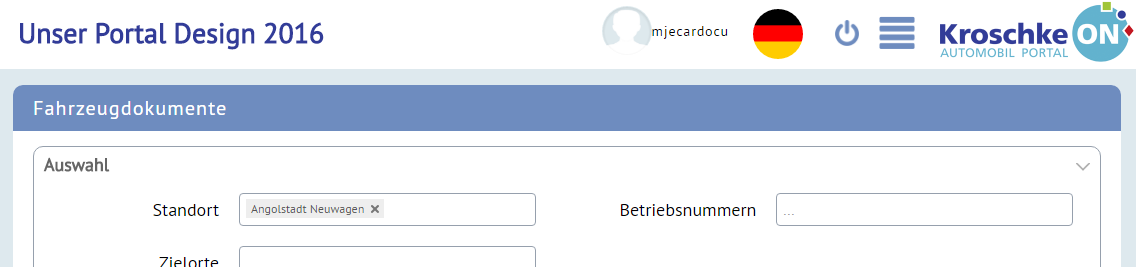 Unser Portal Design 2016
mjecardocu
Kroschke ON
AUTOMOBIL PORTAL
Fahrzeugdokumente
Auswahl
Standort
Angolstadt Neuwagen ×
Betriebsnummern
...
Zielorte